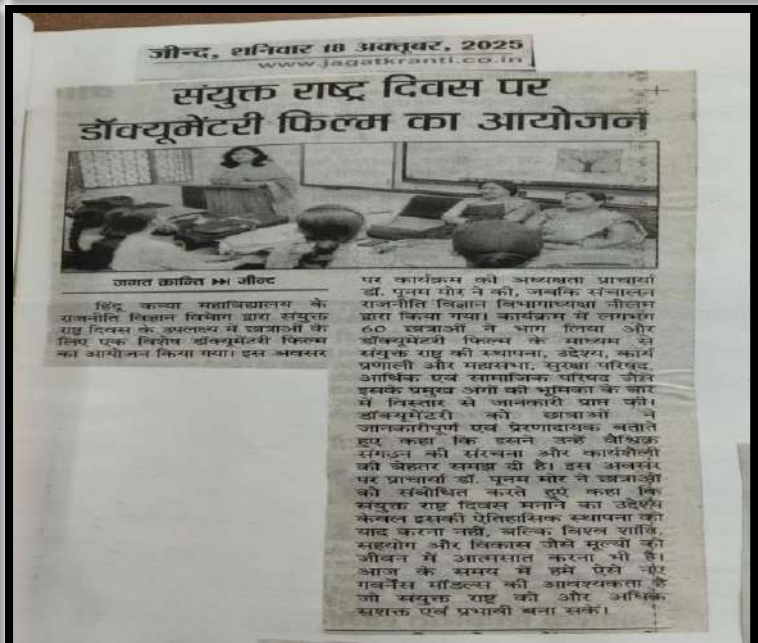 जीन्द, शनिवार 18 अक्तूबर, 2025
www.jagatkranti.co.in
संयुक्त राष्ट्र दिवस पर
डॉक्यूमेंटरी फिल्म का आयोजन
जगत क्रान्ति ▸▸ जीन्द
हिंदू कन्या महाविद्यालय के
राजनीति विज्ञान विभाग द्वारा संयुक्त
राष्ट्र दिवस के उपलक्ष्य में छात्राओं के
लिए एक विशेष डॉक्यूमेंटरी फिल्म
का आयोजन किया गया। इस अवसर
पर कार्यक्रम की अध्यक्षता प्राचार्या
डॉ. पूनम मोर ने की, जबकि संचालन
राजनीति विज्ञान विभागाध्यक्षा नीलम
द्वारा किया गया। कार्यक्रम में लगभग
60 छात्राओं ने भाग लिया और
डॉक्यूमेंटरी फिल्म के माध्यम से
संयुक्त राष्ट्र की स्थापना, उद्देश्य, कार्य
प्रणाली और महासभा, सुरक्षा परिषद,
आर्थिक एवं सामाजिक परिषद जैसे
इसके प्रमुख अंगों की भूमिका के बारे
में विस्तार से जानकारी प्राप्त की।
डॉक्यूमेंटरी को छात्राओं ने
जानकारीपूर्ण एवं प्रेरणादायक बताते
हुए कहा कि इसने उन्हें वैश्विक
संगठन की संरचना और कार्यशैली
की बेहतर समझ दी है। इस अवसर
पर प्राचार्या डॉ. पूनम मोर ने छात्राओं
को संबोधित करते हुए कहा कि
संयुक्त राष्ट्र दिवस मनाने का उद्देश्य
केवल इसकी ऐतिहासिक स्थापना को
याद करना नहीं, बल्कि विश्व शांति,
सहयोग और विकास जैसे मूल्यों को
जीवन में आत्मसात करना भी है।
आज के समय में हमें ऐसे नए
गवर्नेंस मॉडल्स की आवश्यकता है
जो संयुक्त राष्ट्र को और अधिक
सशक्त एवं प्रभावी बना सकें।